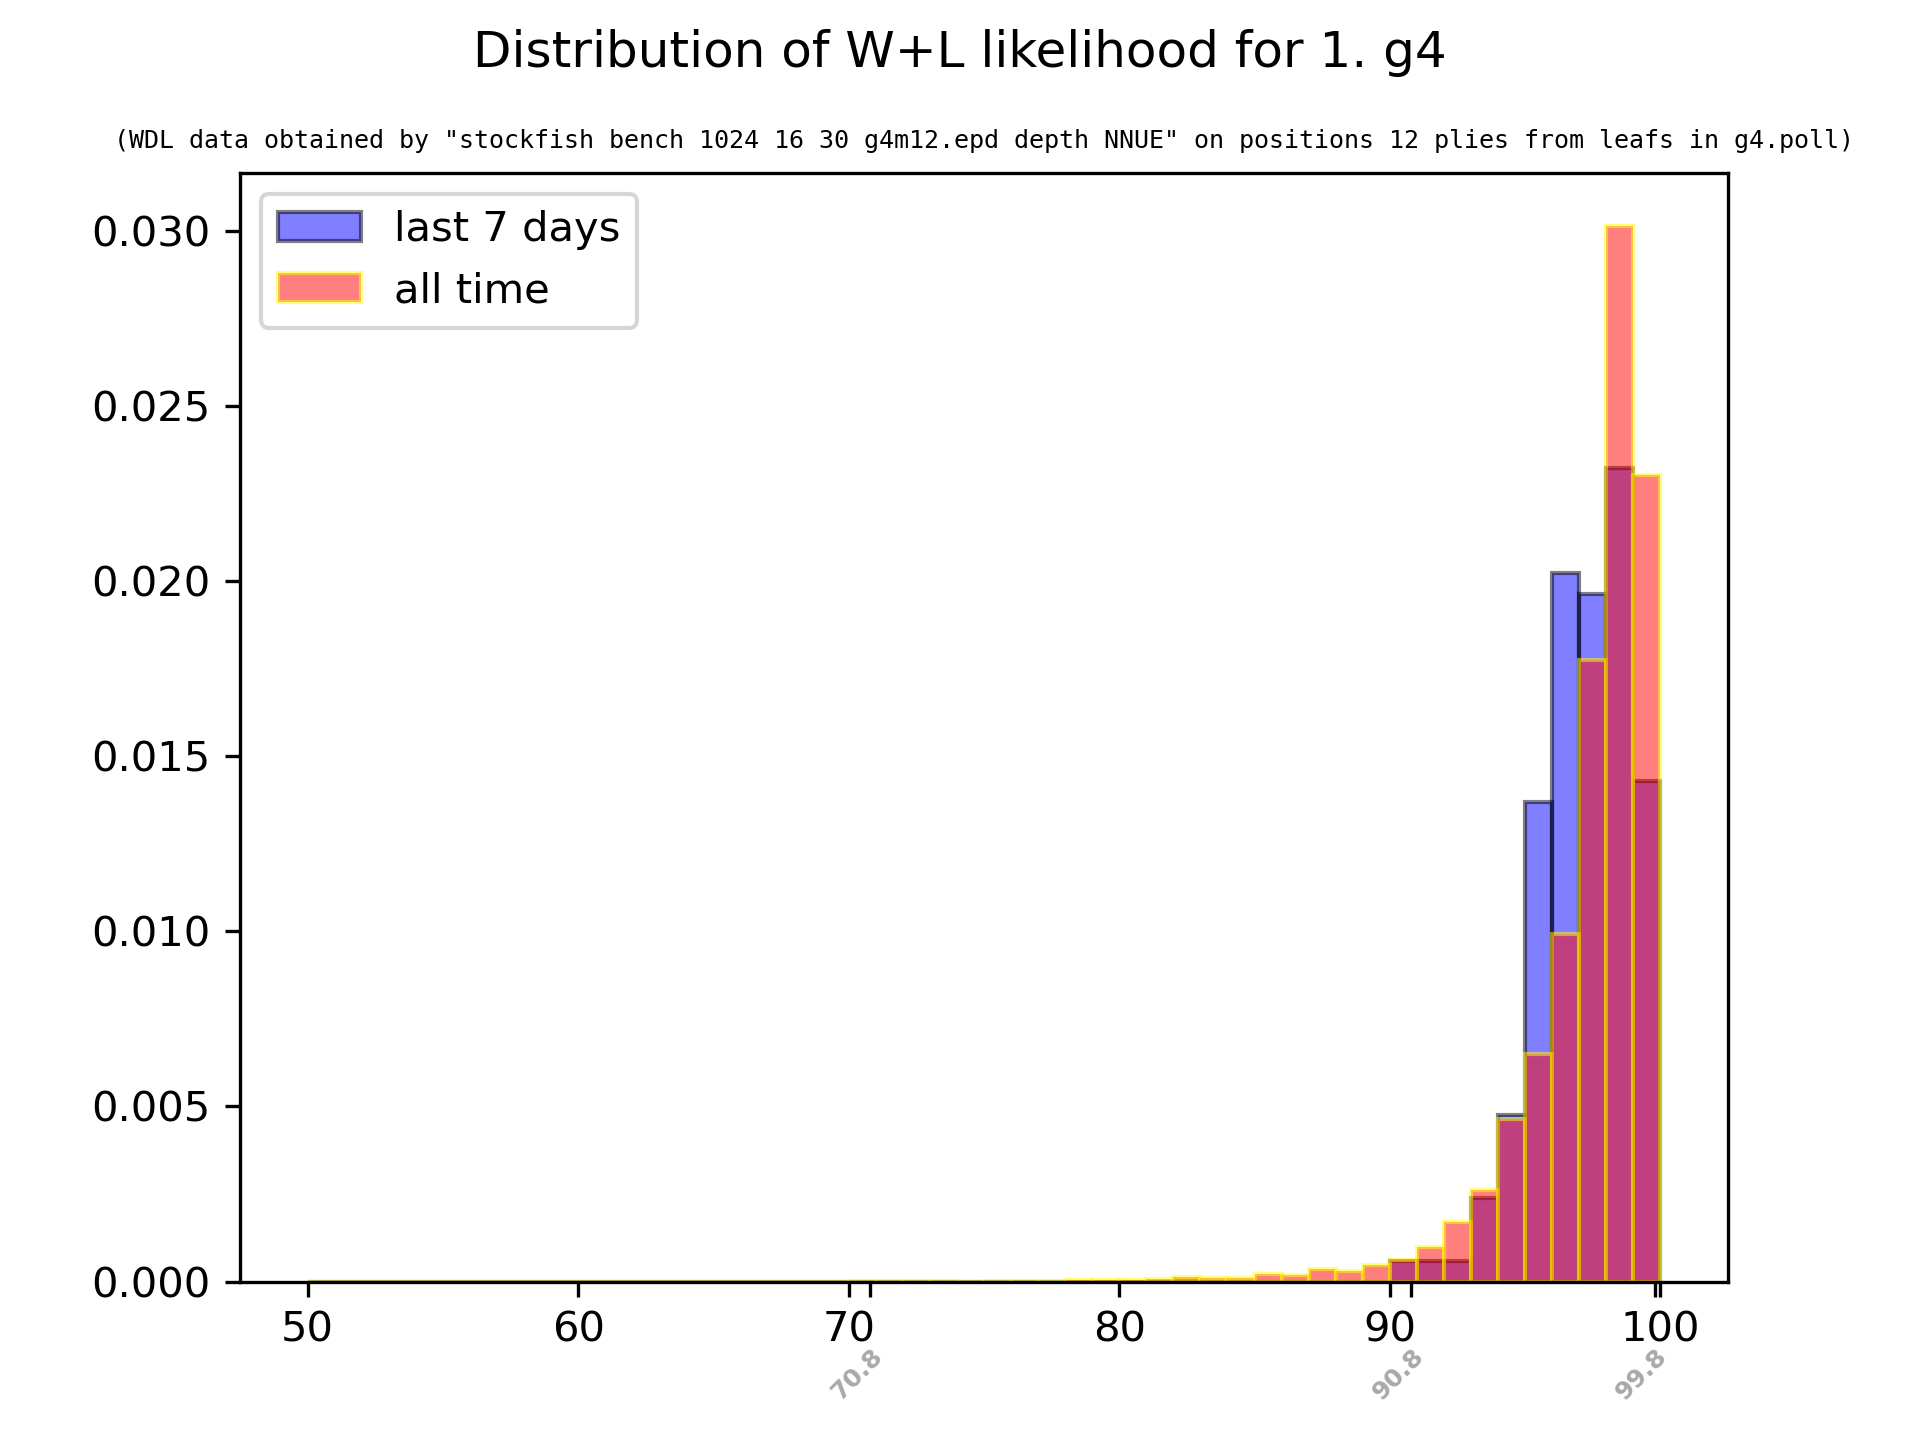 Distribution of W+L likelihood for 1. g4
(WDL data obtained by "stockfish bench 1024 16 30 g4m12.epd depth NNUE" on positions 12 plies from leafs in g4.poll)
last 7 days
all time
0.030
0.025
0.020
0.015
0.010
0.005
0.000
50 60 70 80 90 100
70.8 90.8 99.8